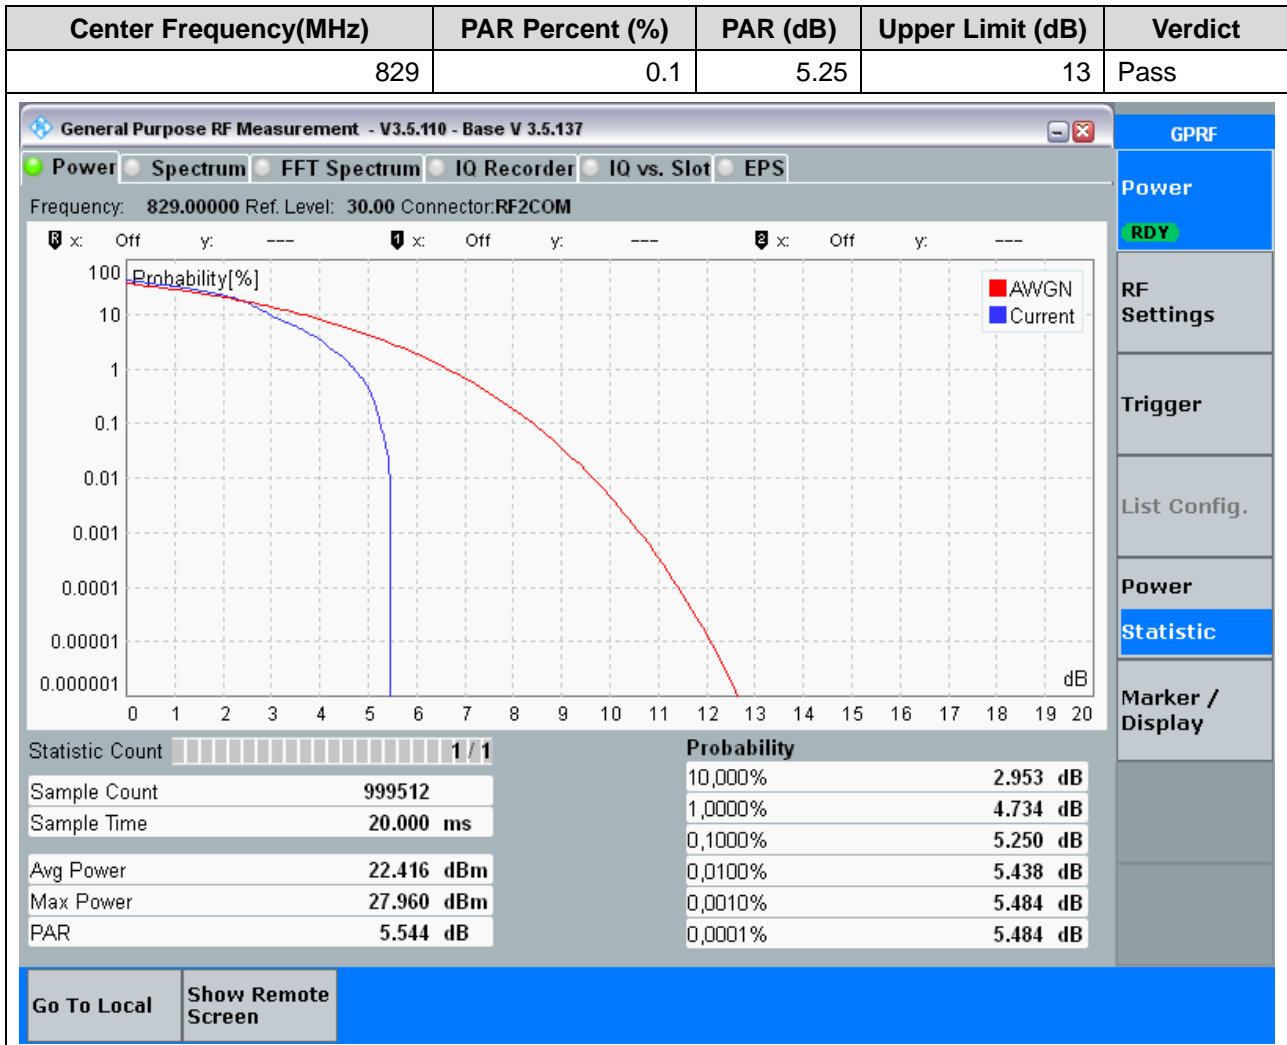 Center Frequency(MHz) PAR Percent (%) PAR (dB) Upper Limit (dB) Verdict
829 0.1 5.25 13 Pass
General Purpose RF Measurement - V3.5.110 - Base V 3.5.137
GPRF
Power Spectrum FFT Spectrum IQ Recorder IQ vs. Slot EPS
Power
RDY
Frequency: 829.00000 Ref. Level: 30.00 Connector:RF2COM
R x: Off y: --- 1 x: Off y: --- 2 x: Off y: ---
Probability[%]
AWGN
Current
100
10
1
0.1
0.01
0.001
0.0001
0.00001
0.000001
dB
0 1 2 3 4 5 6 7 8 9 10 11 12 13 14 15 16 17 18 19 20
RF
Settings
Trigger
List Config.
Power
Statistic
Marker /
Display
Statistic Count 1 / 1
Sample Count 999512
Sample Time 20.000 ms
Avg Power 22.416 dBm
Max Power 27.960 dBm
PAR 5.544 dB
Probability
10,000% 2.953 dB
1,0000% 4.734 dB
0,1000% 5.250 dB
0,0100% 5.438 dB
0,0010% 5.484 dB
0,0001% 5.484 dB
Go To Local
Show Remote
Screen